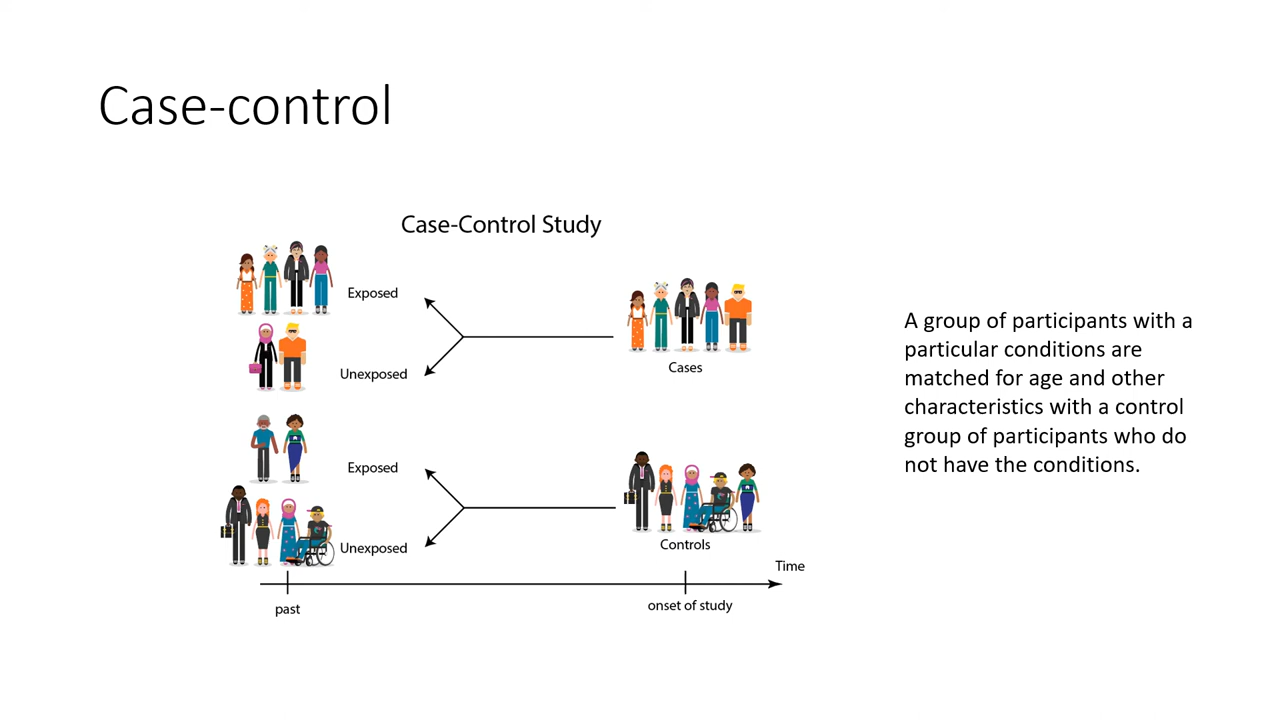 Case-control
Case-Control Study
Exposed
Unexposed
Cases
Exposed
Unexposed
Controls
Time
past
onset of study
A group of participants with a
particular conditions are
matched for age and other
characteristics with a control
group of participants who do
not have the conditions.